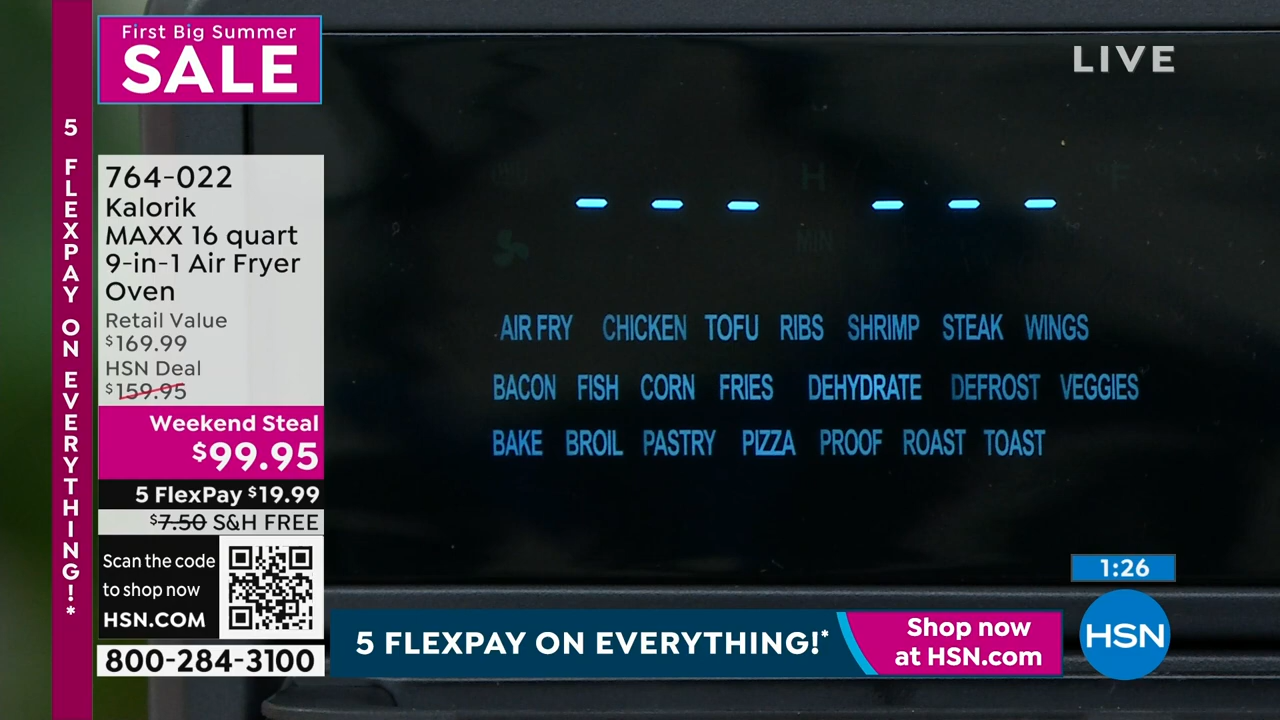 First Big Summer
SALE
LIVE
5 FLEXPAY ON EVERYTHING!*
764-022
Kalorik
MAXX 16 quart
9-in-1 Air Fryer
Oven
Retail Value
$169.99
HSN Deal
$159.95
Weekend Steal
$99.95
5 FlexPay $19.99
$7.50 S&H FREE
Scan the code
to shop now
HSN.COM
800-284-3100
H
F
MIN
--- ---
AIR FRY CHICKEN TOFU RIBS SHRIMP STEAK WINGS
BACON FISH CORN FRIES DEHYDRATE DEFROST VEGGIES
BAKE BROIL PASTRY PIZZA PROOF ROAST TOAST
1:26
HSN
5 FLEXPAY ON EVERYTHING!*
Shop now
at HSN.com